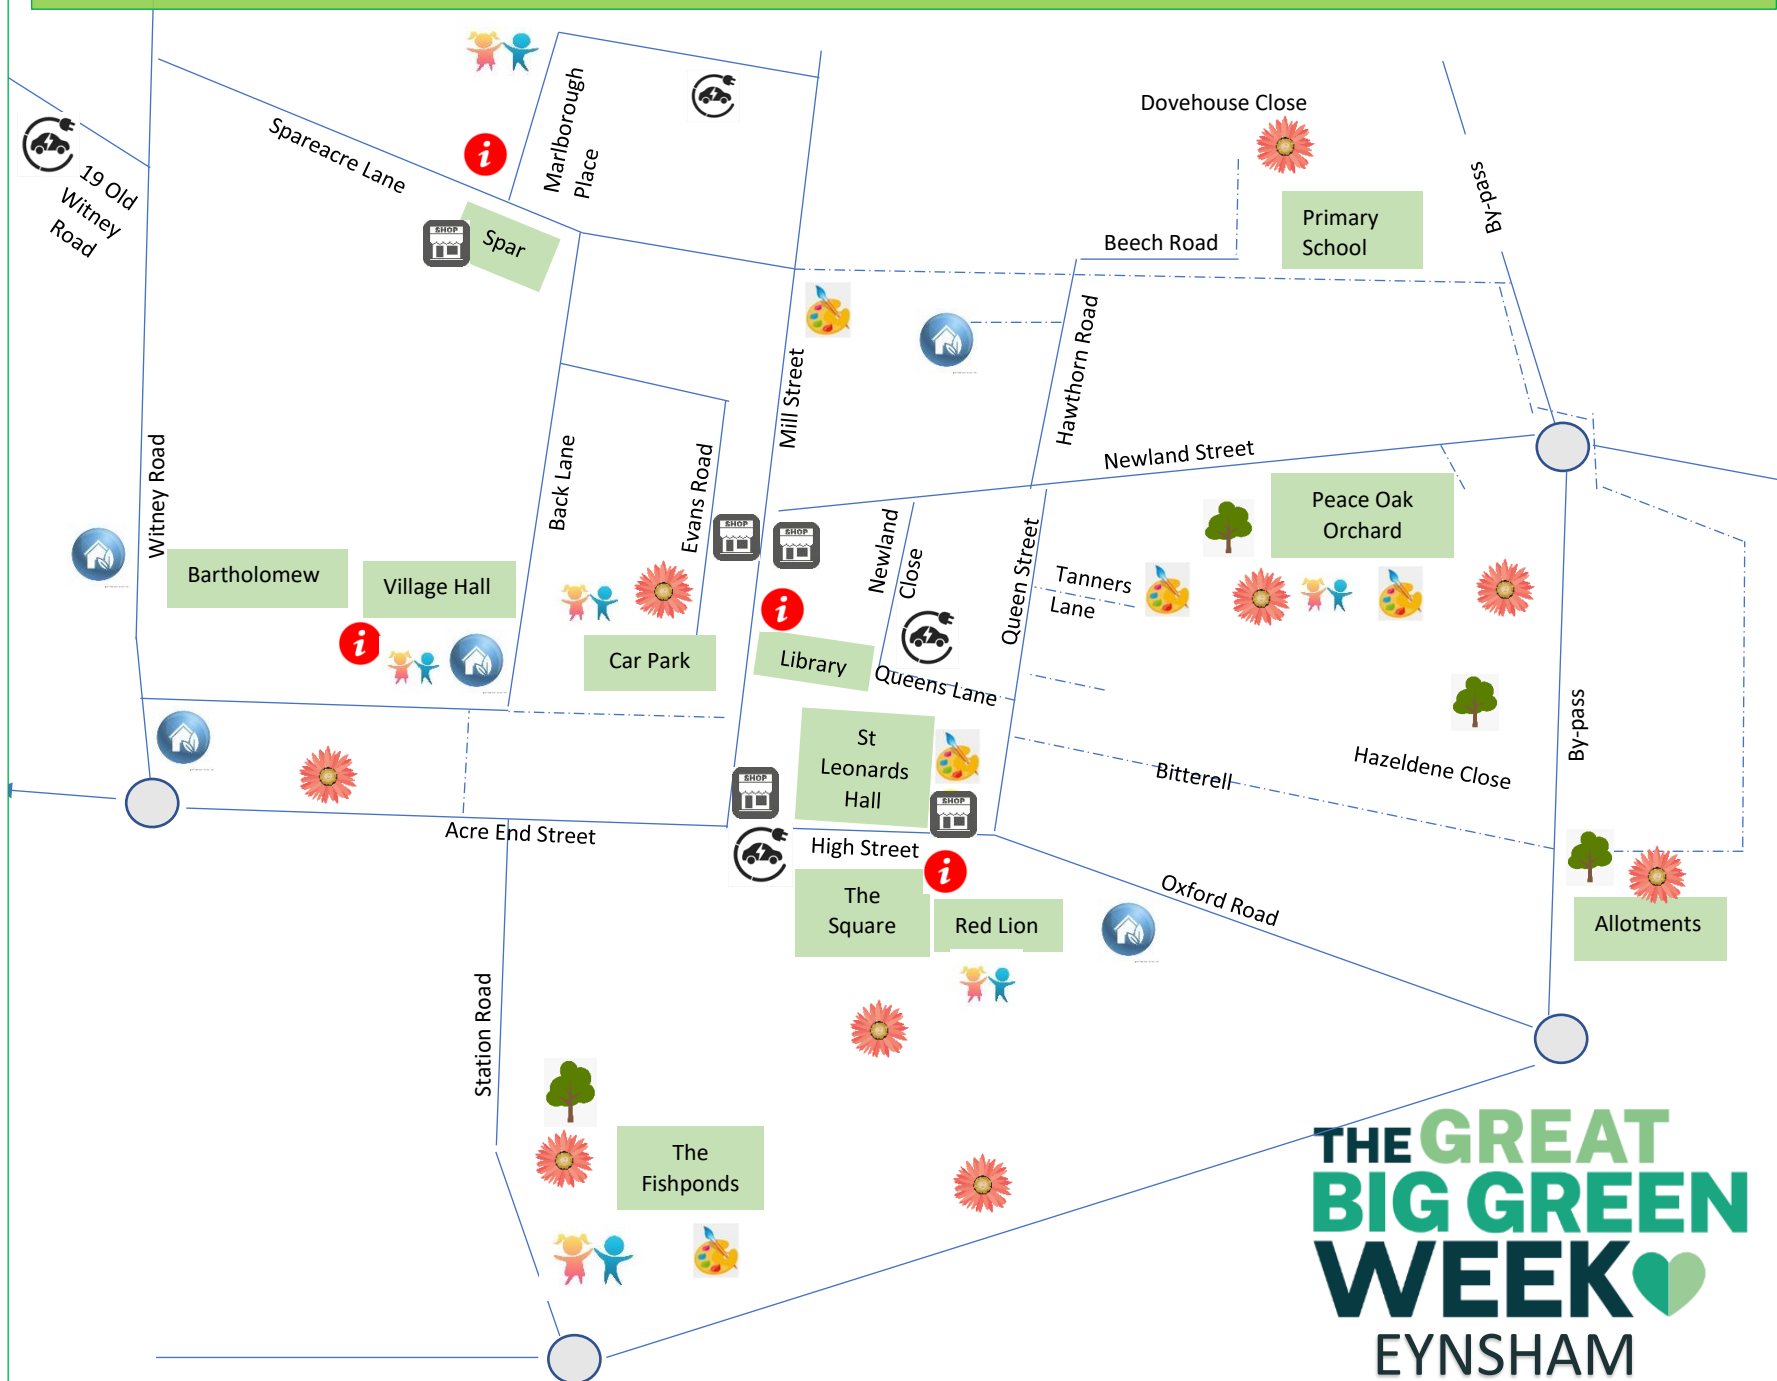 Dovehouse Close
Marlborough
Place
Spareacre Lane
19 Old
Witney
Road
By-pass
Primary
School
Spar
SHOP
Beech Road
Hawthorn Road
Mill Street
Newland Street
Witney Road
Back Lane
Evans Road
SHOP
SHOP
Newland
Close
Queen Street
Peace Oak
Orchard
Bartholomew
Village Hall
Tanners
Lane
Car Park
Library
Queens Lane
St
Leonards
Hall
SHOP
SHOP
Bitterell
Hazeldene Close
By-pass
Acre End Street
High Street
The
Square
Red Lion
Oxford Road
Allotments
Station Road
The
Fishponds
THE GREAT
BIG GREEN
WEEK
EYNSHAM